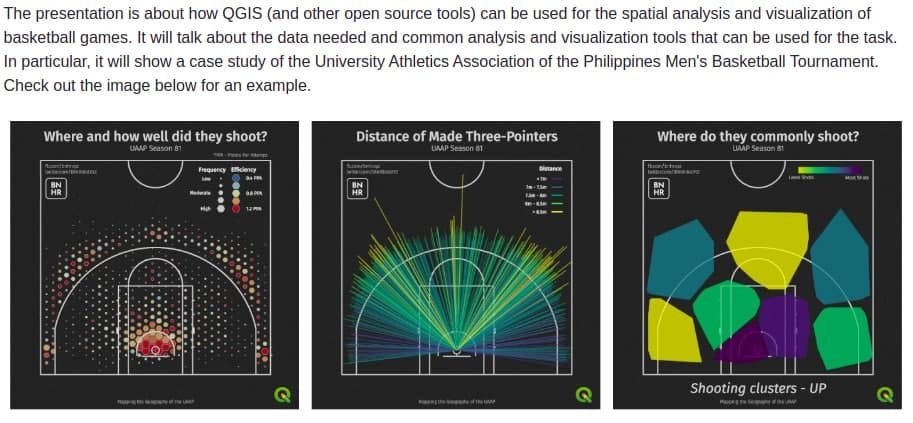 The presentation is about how QGIS (and other open source tools) can be used for the spatial analysis and visualization of
basketball games. It will talk about the data needed and common analysis and visualization tools that can be used for the task.
In particular, it will show a case study of the University Athletics Association of the Philippines Men's Basketball Tournament.
Check out the image below for an example.
Where and how well did they shoot?
UAAP Season 81
Frequency Efficiency
Low
Moderate
High
BN
HR
Mapping the Geography of the UAAP
Distance of Made Three-Pointers
UAAP Season 81
Distance
BN
HR
Mapping the Geography of the UAAP
Where do they commonly shoot?
UAAP Season 81
Least Shots Most Shots
BN
HR
Shooting clusters - UP
Mapping the Geography of the UAAP